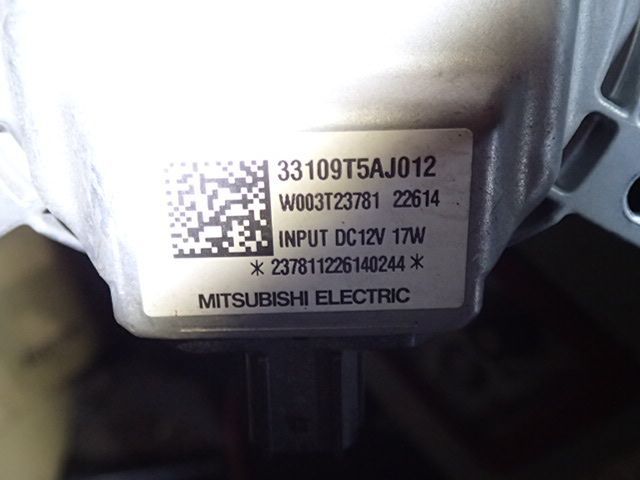 33109T5AJ012
W003T23781 22614
INPUT DC12V 17W
*237811226140244*
MITSUBISHI ELECTRIC